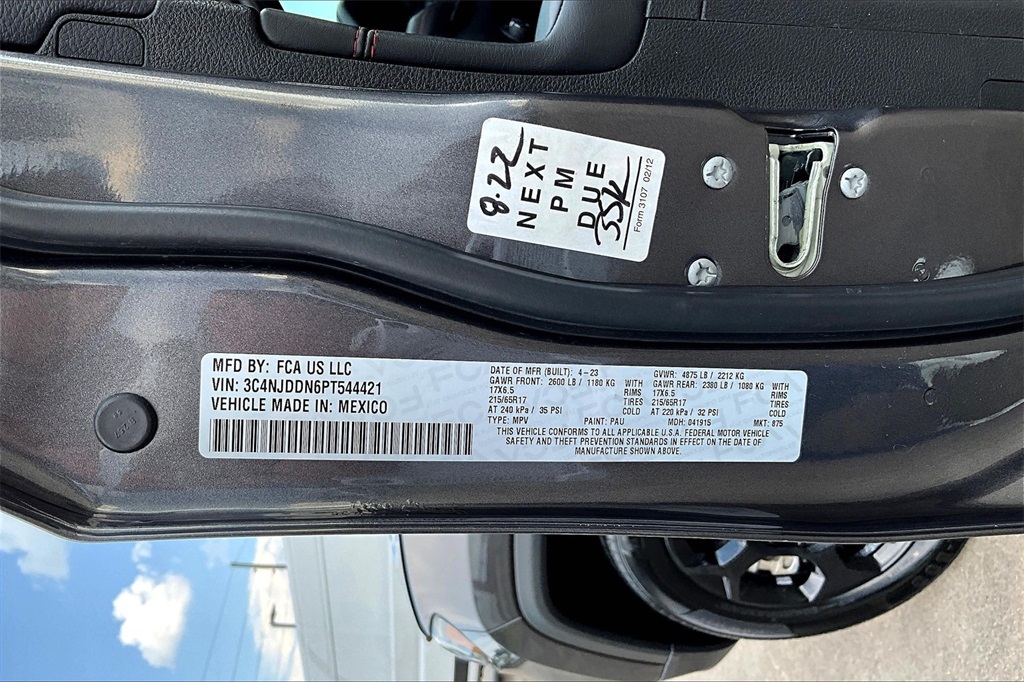 8.22
NEXT
PM
DUE
55K
Form 3107 02/12
MFD BY: FCA US LLC
VIN: 3C4NJDDN6PT544421
VEHICLE MADE IN: MEXICO
DATE OF MFR (BUILT): 4-23 GVWR: 4875 LB / 2212 KG
GAWR FRONT: 2600 LB / 1180 KG WITH GAWR REAR: 2380 LB / 1080 KG WITH
17X6.5 RIMS 17X6.5 RIMS
215/65R17 TIRES 215/65R17 TIRES
AT 240 kPa / 35 PSI COLD AT 220 kPa / 32 PSI COLD
TYPE: MPV PAINT: PAU MDH: 041915 MKT: 875
THIS VEHICLE CONFORMS TO ALL APPLICABLE U.S.A. FEDERAL MOTOR VEHICLE
SAFETY AND THEFT PREVENTION STANDARDS IN EFFECT ON THE DATE OF
MANUFACTURE SHOWN ABOVE.